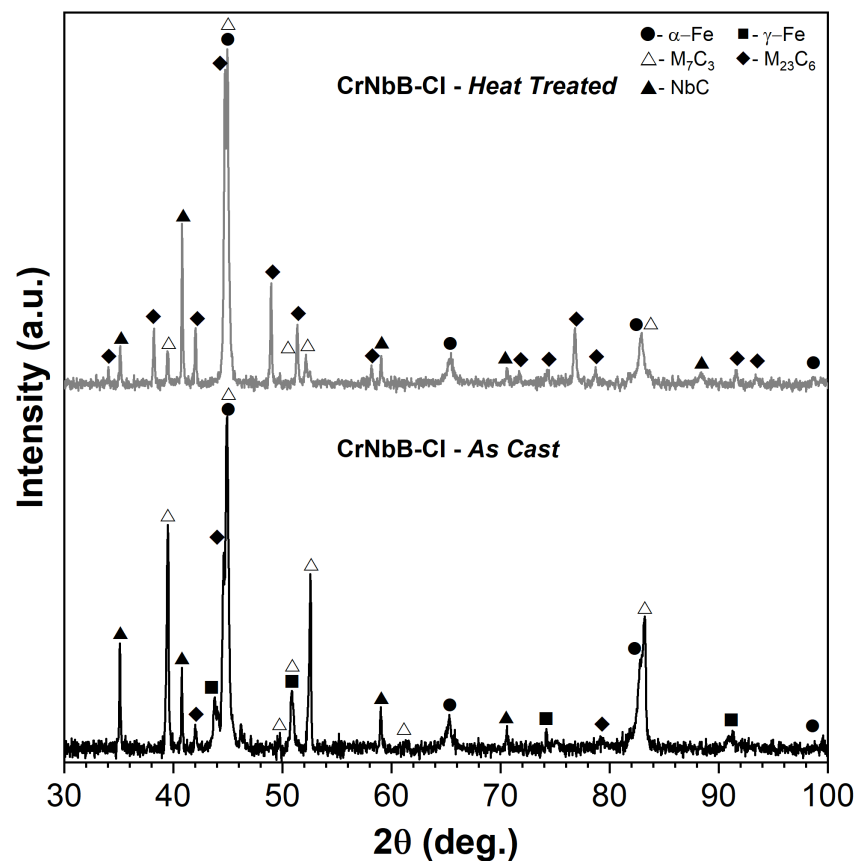 ●- α–Fe ■- γ–Fe
△- M₇C₃ ◆- M₂₃C₆
▲- NbC
CrNbB-CI - Heat Treated
CrNbB-CI - As Cast
Intensity (a.u.)
30 40 50 60 70 80 90 100
2θ (deg.)